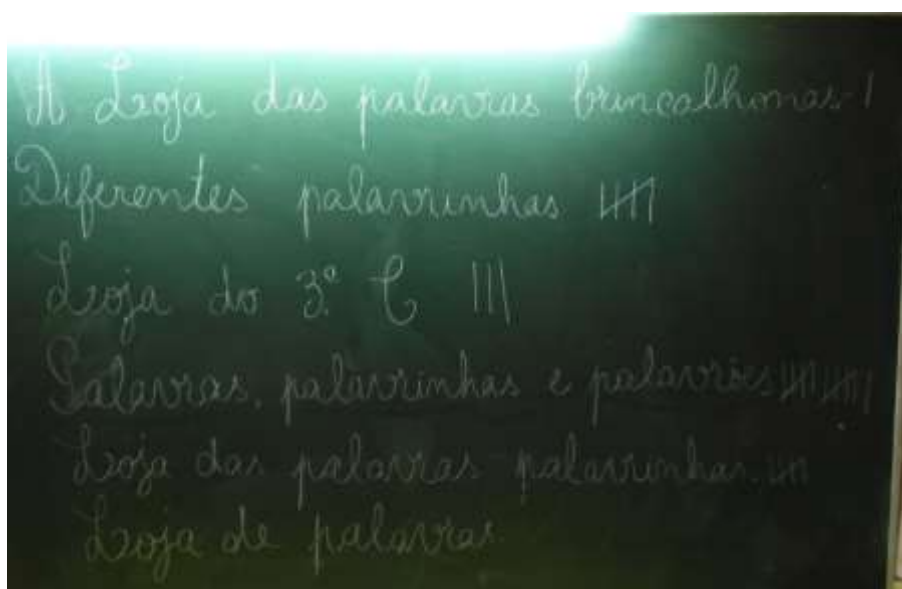 A Loja das palavras brincalhonas - I
Diferentes palavrinhas IIII
Loja do 3.º C III
Palavras, palavrinhas e palavrões
Loja das palavras palavrinhas.
Loja de palavras